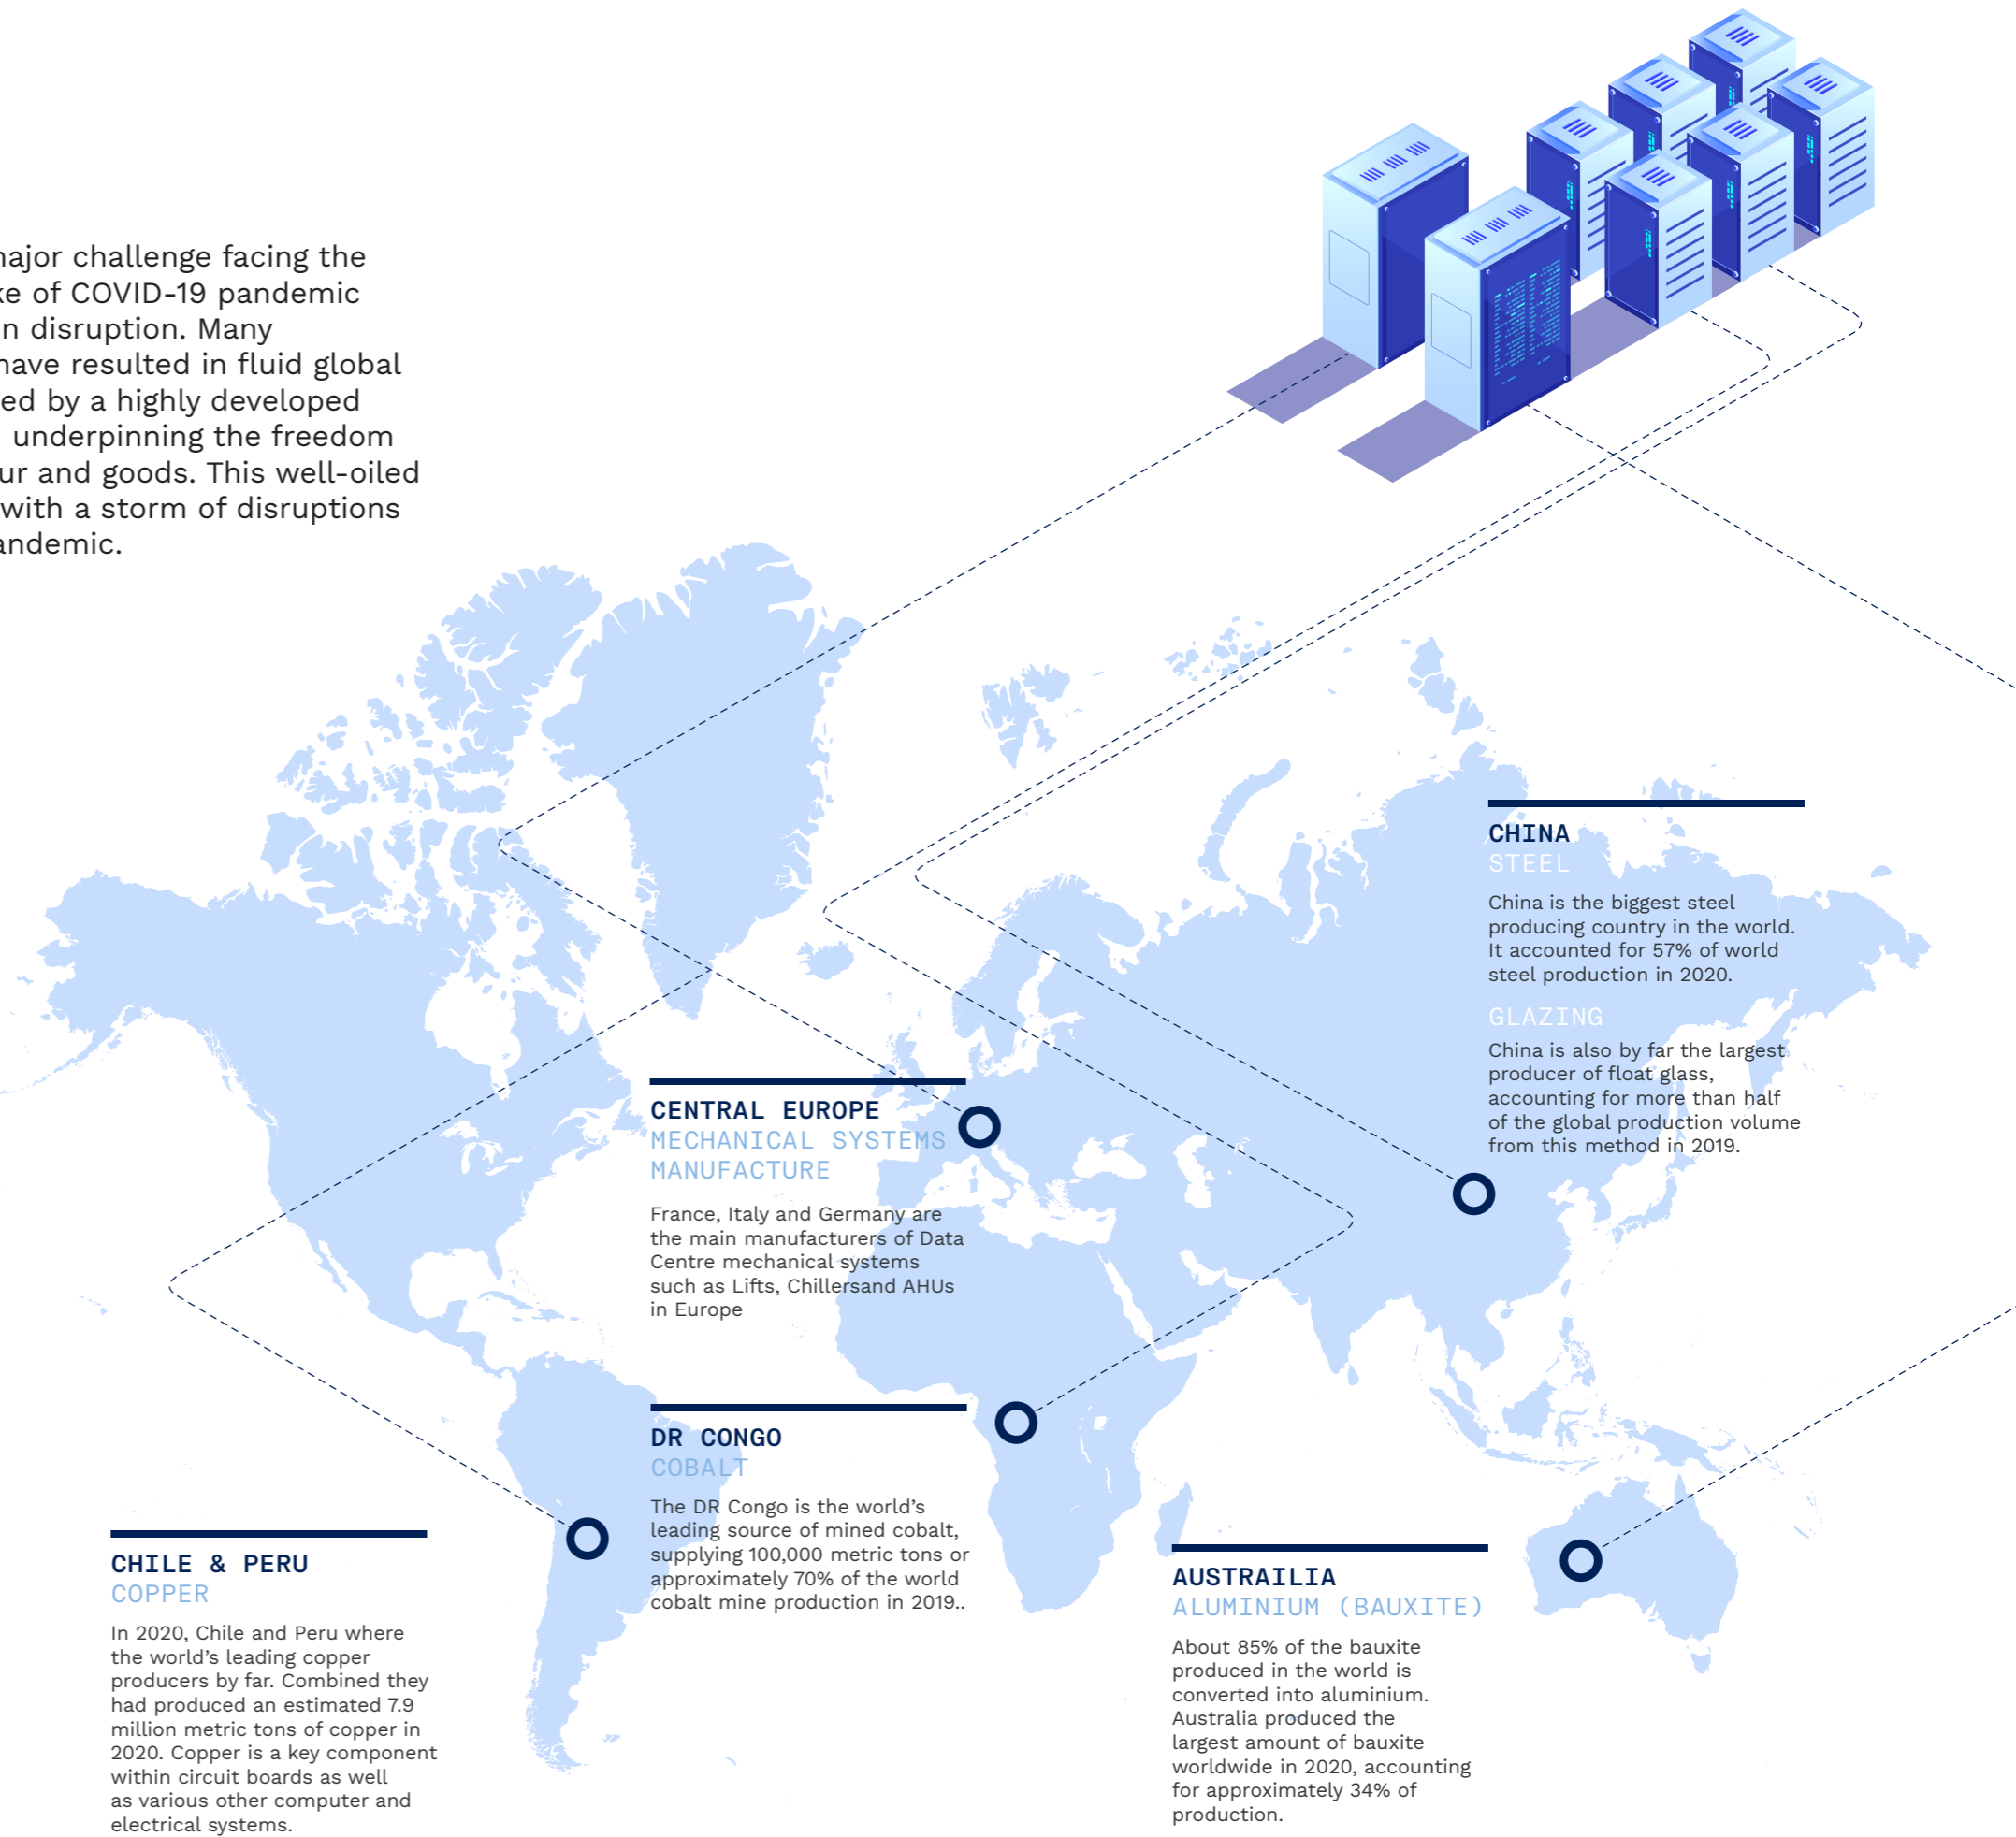 major challenge facing the
ke of COVID-19 pandemic
n disruption. Many
have resulted in fluid global
ed by a highly developed
underpinning the freedom
ur and goods. This well-oiled
with a storm of disruptions
andemic.
CHINA
STEEL
China is the biggest steel
producing country in the world.
It accounted for 57% of world
steel production in 2020.
GLAZING
China is also by far the largest
producer of float glass,
accounting for more than half
of the global production volume
from this method in 2019.
CENTRAL EUROPE
MECHANICAL SYSTEMS
MANUFACTURE
France, Italy and Germany are
the main manufacturers of Data
Centre mechanical systems
such as Lifts, Chillersand AHUs
in Europe
DR CONGO
COBALT
The DR Congo is the world's
leading source of mined cobalt,
supplying 100,000 metric tons or
approximately 70% of the world
cobalt mine production in 2019..
CHILE & PERU
COPPER
In 2020, Chile and Peru where
the world's leading copper
producers by far. Combined they
had produced an estimated 7.9
million metric tons of copper in
2020. Copper is a key component
within circuit boards as well
as various other computer and
electrical systems.
AUSTRAILIA
ALUMINIUM (BAUXITE)
About 85% of the bauxite
produced in the world is
converted into aluminium.
Australia produced the
largest amount of bauxite
worldwide in 2020, accounting
for approximately 34% of
production.